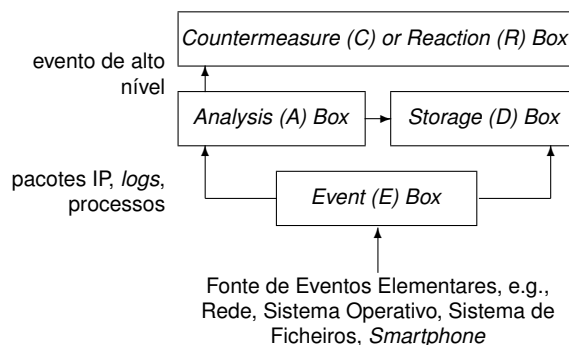 Countermeasure (C) or Reaction (R) Box
evento de alto
nível
Analysis (A) Box
Storage (D) Box
pacotes IP, logs,
processos
Event (E) Box
Fonte de Eventos Elementares, e.g.,
Rede, Sistema Operativo, Sistema de
Ficheiros, Smartphone